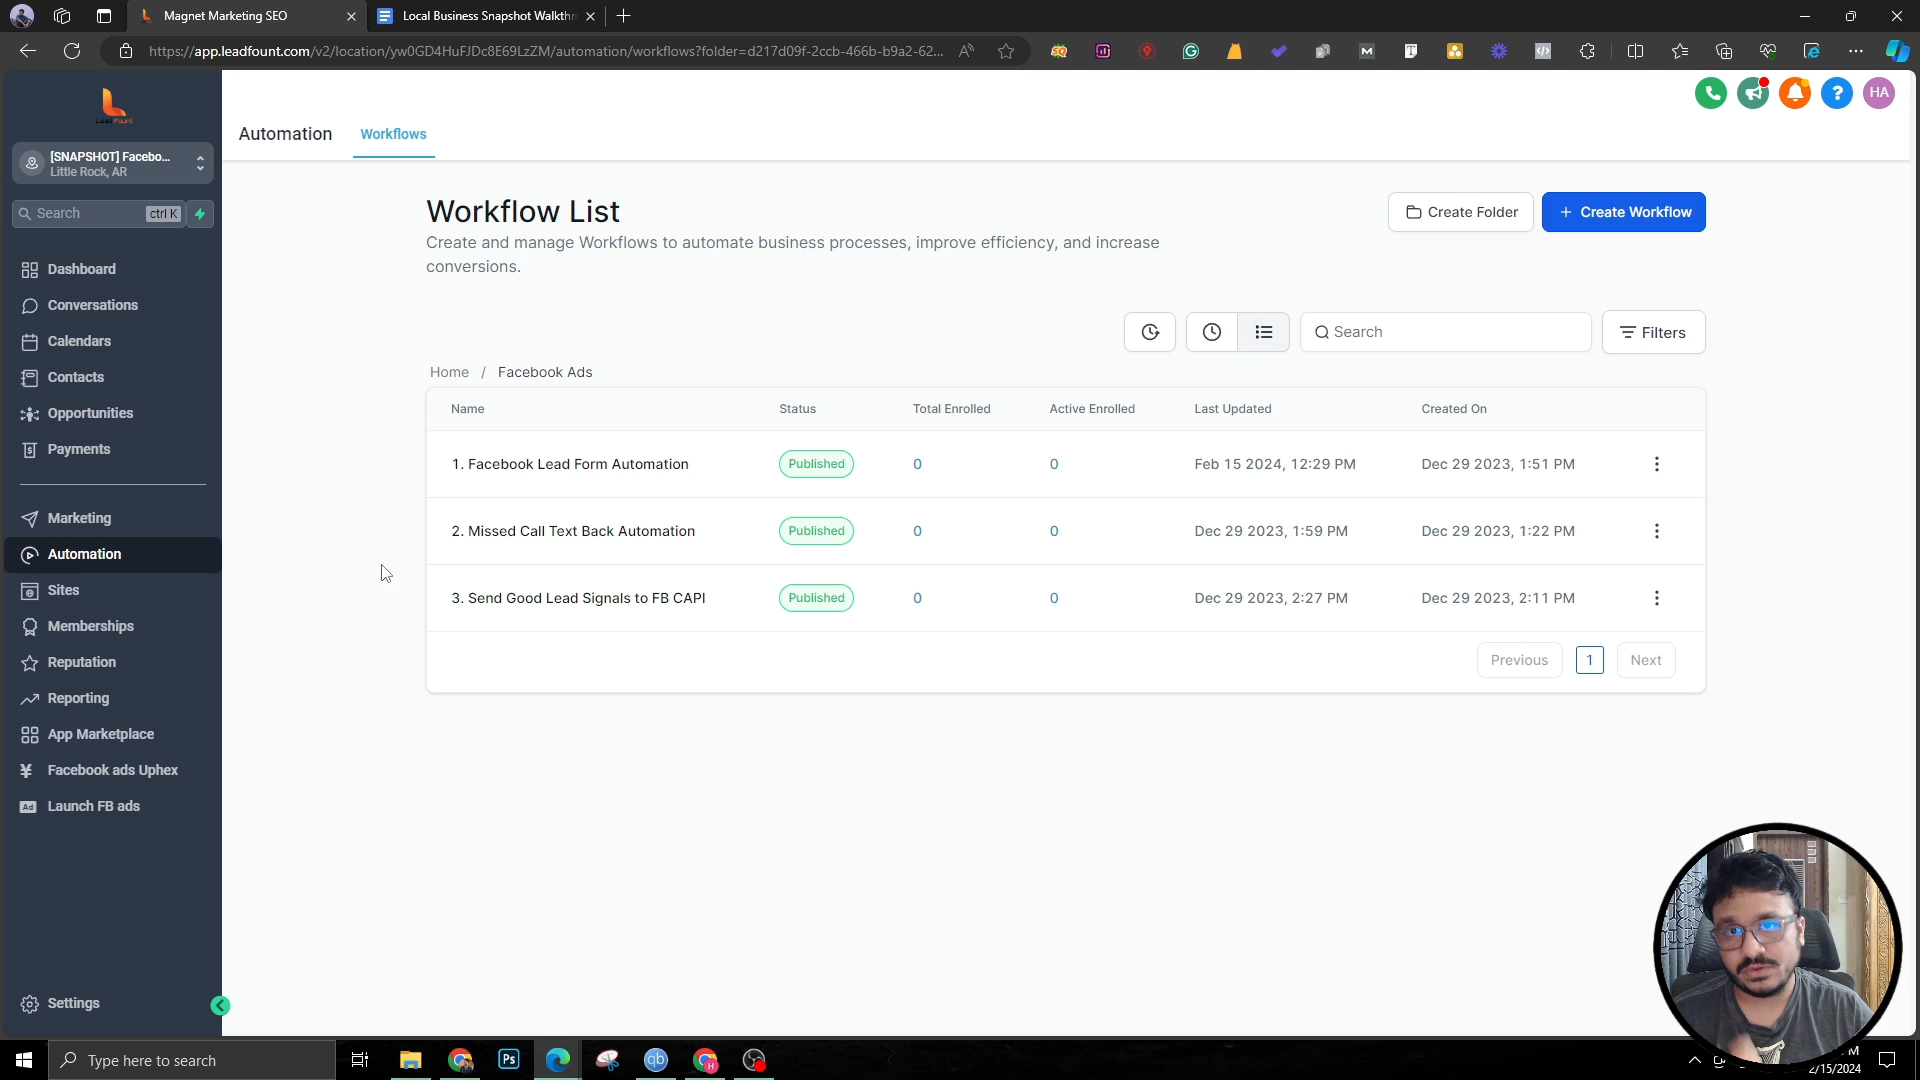 Magnet Marketing SEO
Local Business Snapshot Walkthr
https://app.leadfount.com/v2/location/yw0GD4HuFJDc8E69LzZM/automation/workflows?folder=d217d09f-2ccb-466b-b9a2-62...
Lead Fount
[SNAPSHOT] Facebo...
Little Rock, AR
Search
ctrl K
Dashboard
Conversations
Calendars
Contacts
Opportunities
Payments
Marketing
Automation
Sites
Memberships
Reputation
Reporting
App Marketplace
Facebook ads Uphex
Launch FB ads
Settings
HA
Automation
Workflows
Workflow List
Create and manage Workflows to automate business processes, improve efficiency, and increase
conversions.
Create Folder
+ Create Workflow
Search
Filters
Home / Facebook Ads
Name Status Total Enrolled Active Enrolled Last Updated Created On
1. Facebook Lead Form Automation Published 0 0 Feb 15 2024, 12:29 PM Dec 29 2023, 1:51 PM
2. Missed Call Text Back Automation Published 0 0 Dec 29 2023, 1:59 PM Dec 29 2023, 1:22 PM
3. Send Good Lead Signals to FB CAPI Published 0 0 Dec 29 2023, 2:27 PM Dec 29 2023, 2:11 PM
Previous 1 Next
Type here to search
Ps
qb
2/15/2024